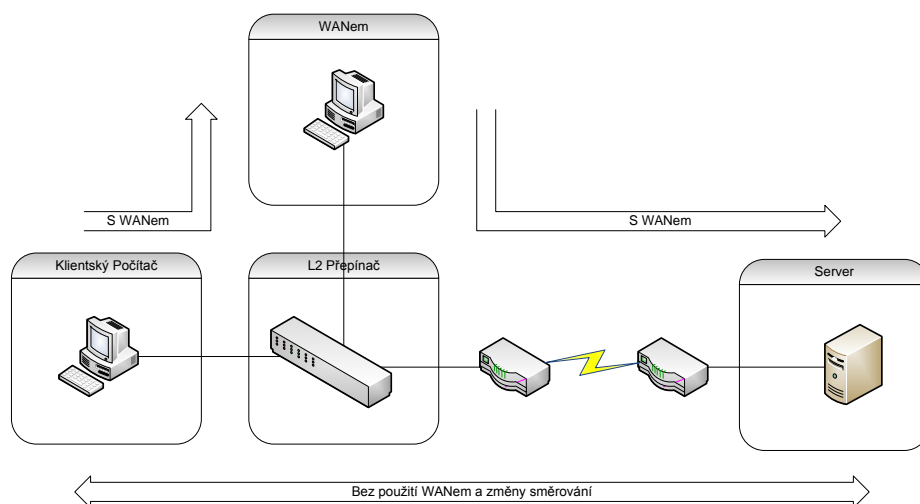 WANem
S WANem
S WANem
Klientský Počítač
L2 Přepínač
Server
Bez použití WANem a změny směrování